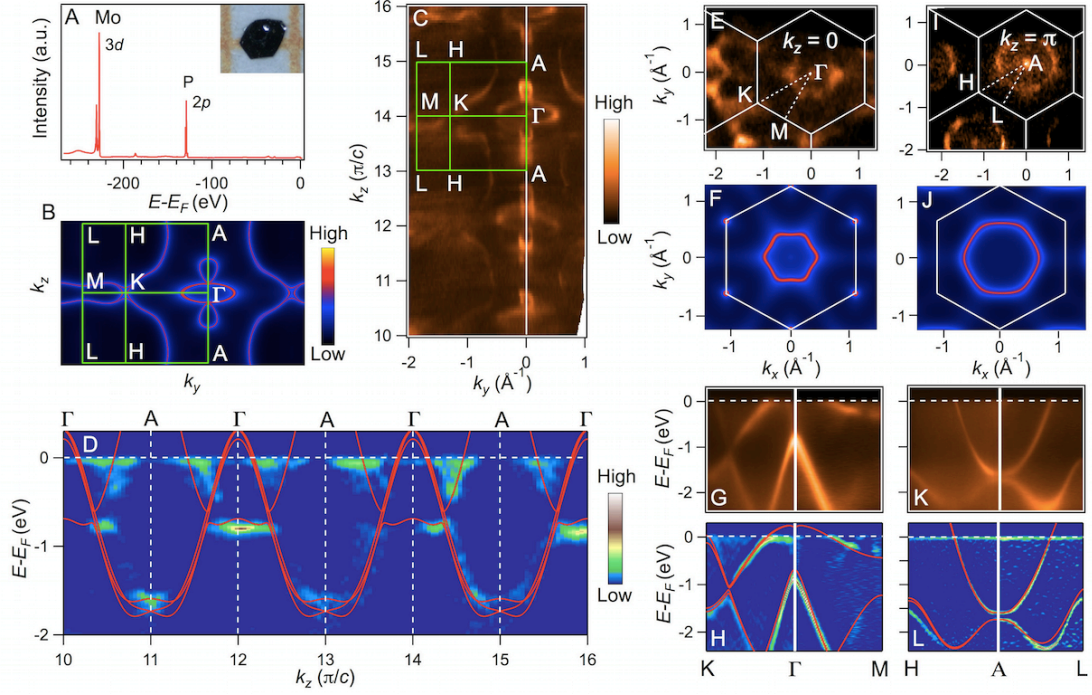 A
Mo
3d
P
2p
Intensity (a.u.)
-200
-100
0
E-E_F (eV)
B
High
Low
L H A
M K Γ
L H A
k_z
k_y
C
L H A
M K Γ
L H A
15
14
13
12
11
10
k_z (π/c)
-2 -1 0 1
k_y (Å⁻¹)
High
Low
D
Γ A Γ A Γ A Γ
0
-1
-2
E-E_F (eV)
10 11 12 13 14 15 16
k_z (π/c)
High
Low
E
k_z = 0
Γ
K
M
1
0
-1
k_y (Å⁻¹)
-2 -1 0 1
I
k_z = π
A
H
L
1
0
-1
-2
-2 -1 0 1
F
1
0
-1
k_y (Å⁻¹)
-1 0 1
k_x (Å⁻¹)
J
1
0
-1
-1 0 1
k_x (Å⁻¹)
G
0
-1
-2
E-E_F (eV)
K
H
0
-1
-2
E-E_F (eV)
K Γ M
L
0
-1
-2
H A L